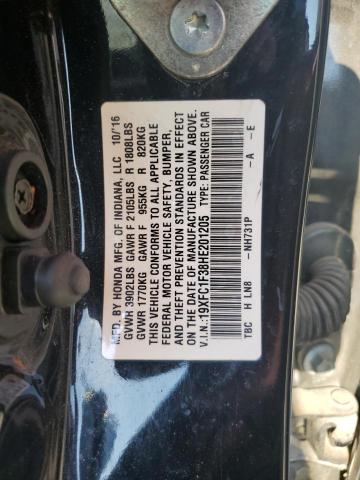 MFD. BY HONDA MFG. OF INDIANA, LLC 10/16
GVWR 3902LBS GAWR F 2105LBS R 1808LBS
GVWR 1770KG GAWR F 955KG R 820KG
THIS VEHICLE CONFORMS TO ALL APPLICABLE
FEDERAL MOTOR VEHICLE SAFETY, BUMPER,
AND THEFT PREVENTION STANDARDS IN EFFECT
ON THE DATE OF MANUFACTURE SHOWN ABOVE.
V.I.N.:19XFC1F38HE201205 TYPE: PASSENGER CAR
TBC H LN8 -NH731P -A -E